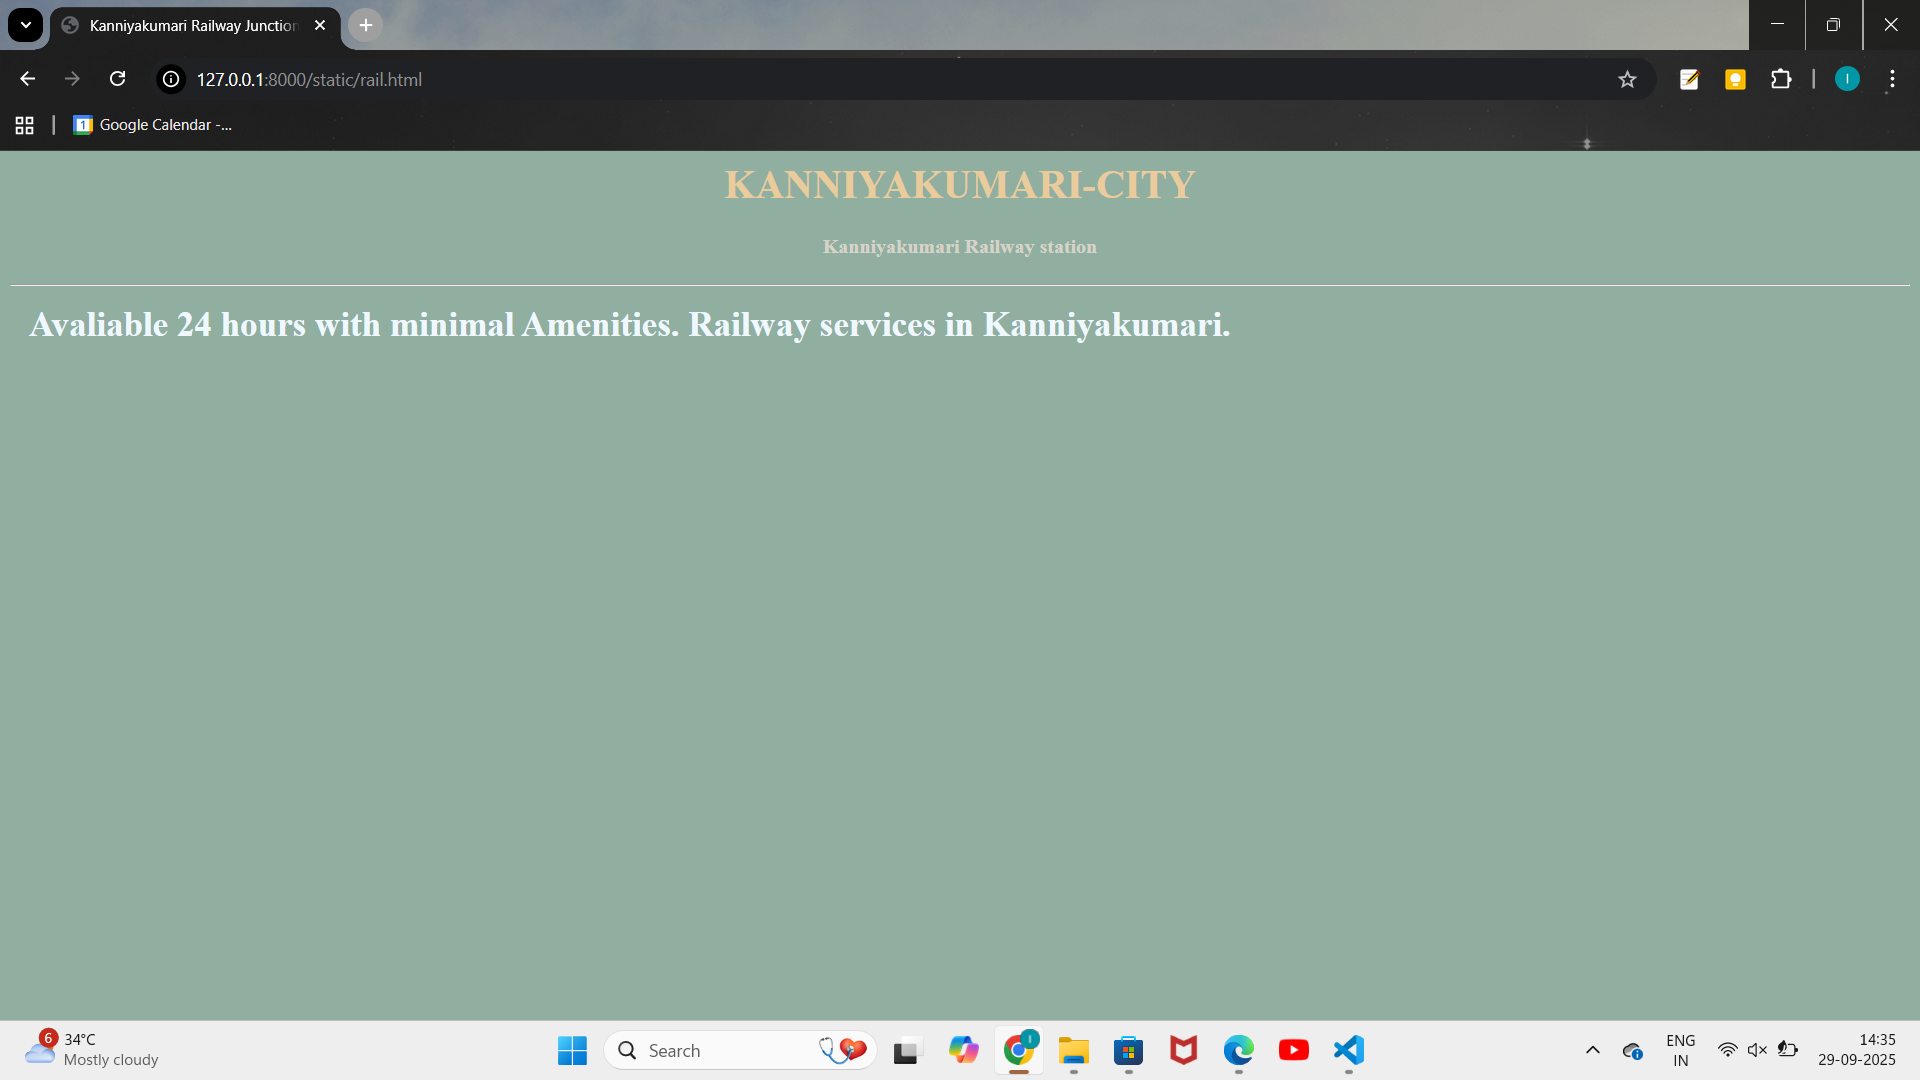 Kanniyakumari Railway Junction
127.0.0.1:8000/static/rail.html
1
Google Calendar -...
I
KANNIYAKUMARI-CITY
Kanniyakumari Railway station
Avaliable 24 hours with minimal Amenities. Railway services in Kanniyakumari.
6
34°C
Mostly cloudy
Search
I
ENG
IN
14:35
29-09-2025